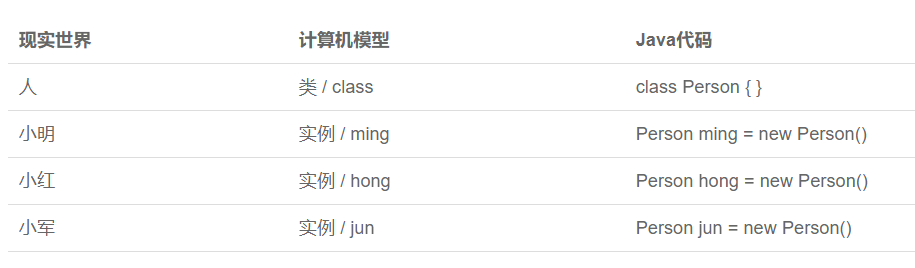 现实世界 计算机模型 Java代码
人 类 / class class Person { }
小明 实例 / ming Person ming = new Person()
小红 实例 / hong Person hong = new Person()
小军 实例 / jun Person jun = new Person()